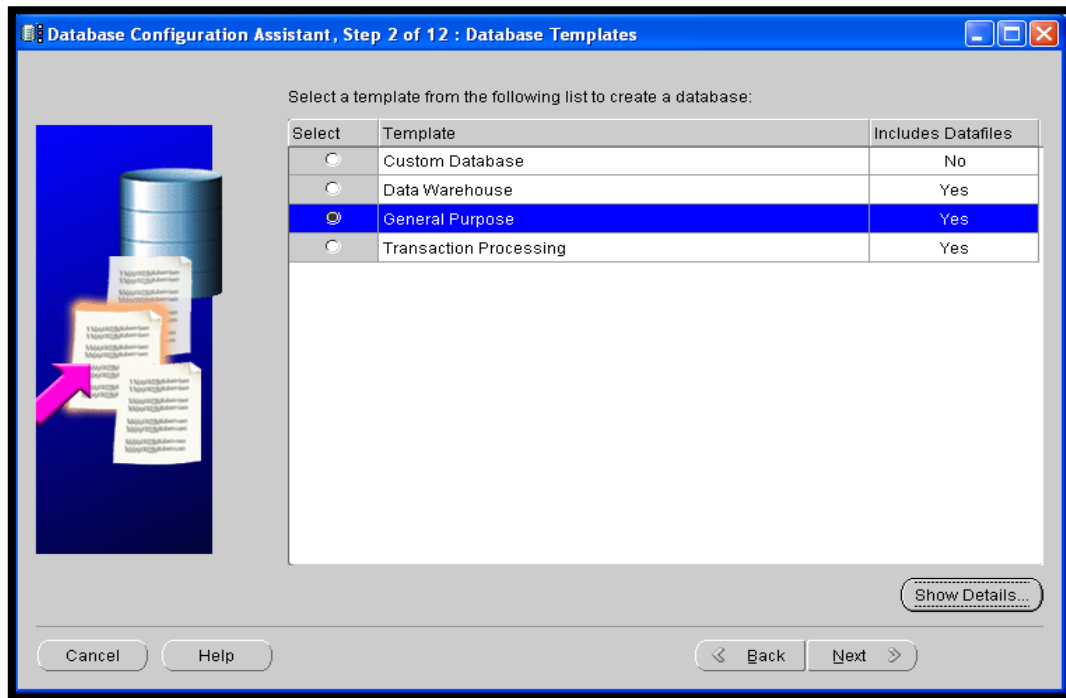 Database Configuration Assistant, Step 2 of 12 : Database Templates
Select a template from the following list to create a database:
Select Template Includes Datafiles
Custom Database No
Data Warehouse Yes
General Purpose Yes
Transaction Processing Yes
Show Details...
Cancel Help Back Next